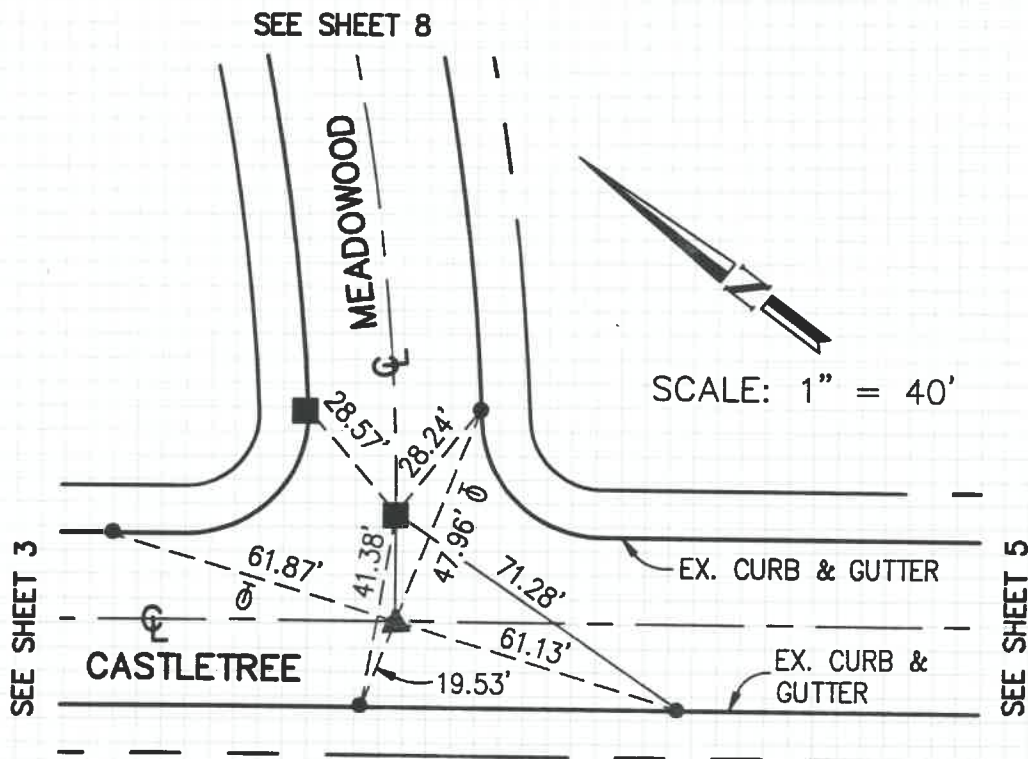 SEE SHEET 8
MEADOWOOD
N
℄
SCALE: 1" = 40'
28.57'
28.24'
47.96'
41.38'
71.28'
61.87'
61.13'
19.53'
EX. CURB & GUTTER
EX. CURB &
GUTTER
℄
CASTLETREE
SEE SHEET 3
SEE SHEET 5